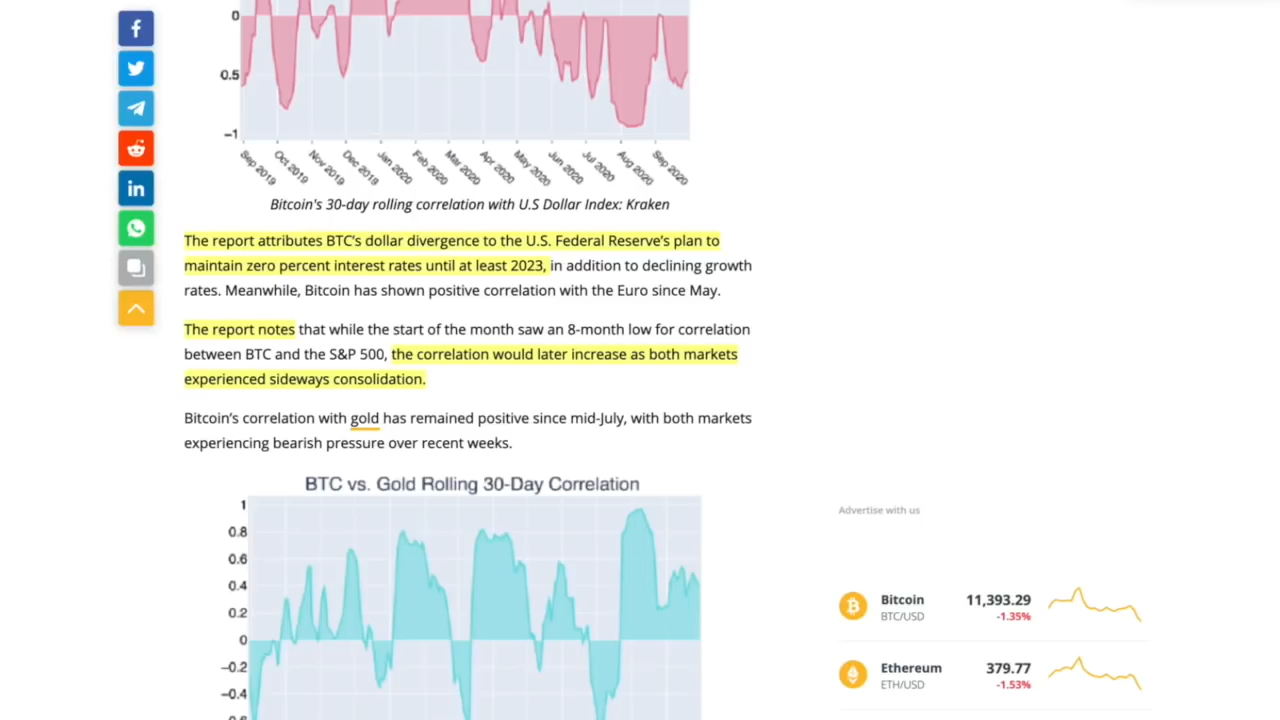 0
0.5
−1
Sep 2019
Oct 2019
Nov 2019
Dec 2019
Jan 2020
Feb 2020
Mar 2020
Apr 2020
May 2020
Jun 2020
Jul 2020
Aug 2020
Sep 2020
Bitcoin's 30-day rolling correlation with U.S Dollar Index: Kraken
The report attributes BTC’s dollar divergence to the U.S. Federal Reserve’s plan to
maintain zero percent interest rates until at least 2023, in addition to declining growth
rates. Meanwhile, Bitcoin has shown positive correlation with the Euro since May.
The report notes that while the start of the month saw an 8-month low for correlation
between BTC and the S&P 500, the correlation would later increase as both markets
experienced sideways consolidation.
Bitcoin’s correlation with gold has remained positive since mid-July, with both markets
experiencing bearish pressure over recent weeks.
BTC vs. Gold Rolling 30-Day Correlation
1
0.8
0.6
0.4
0.2
0
−0.2
−0.4
Advertise with us
Bitcoin 11,393.29
BTC/USD -1.35%
Ethereum 379.77
ETH/USD -1.53%